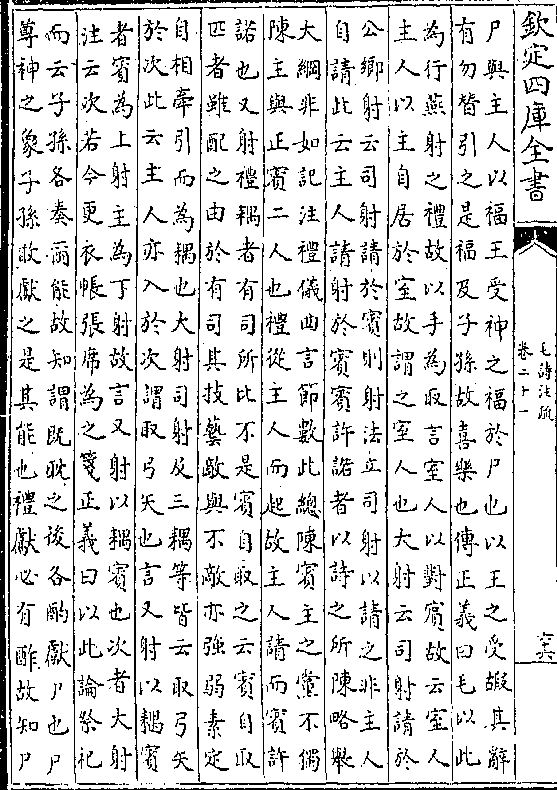 欽定四庫全書
毛詩注疏
卷二十一
尸與主人以福王受神之福於尸也以王之受嘏其辭
有勿替引之是福及子孫故喜樂也傳正義曰毛以此
為行燕射之禮故以手為取言室人以對賓故云室人
主人以主自居於室故謂之室人也大射云司射請於
公鄉射云司射請於賓則射法立司射以請之非主人
自請此云主人請射於賓賓許諾者以詩之所陳略舉
大綱非如記注禮儀曲言節數此總陳賓主之黨不偶
陳主與正賓二人也禮從主人而起故主人請而賓許
諾也又射禮耦者有司所比不是賓自取之云賓自取
匹者雖配之由於有司其技藝敵與不敵亦強弱素定
自相牽引而為耦也大射司射及三耦等皆云取弓矢
於次此云主人亦入於次謂取弓矢也言又射以耦賓
者賓為上射主為下射故言又射以耦賓也次者大射
注云次若今更衣帳張席為之箋正義曰以此論祭祀
而云子孫各奏爾能故知謂既耽之後各酌獻尸也尸
尊神之象子孫敢獻之是其能也禮獻必有酢故知尸